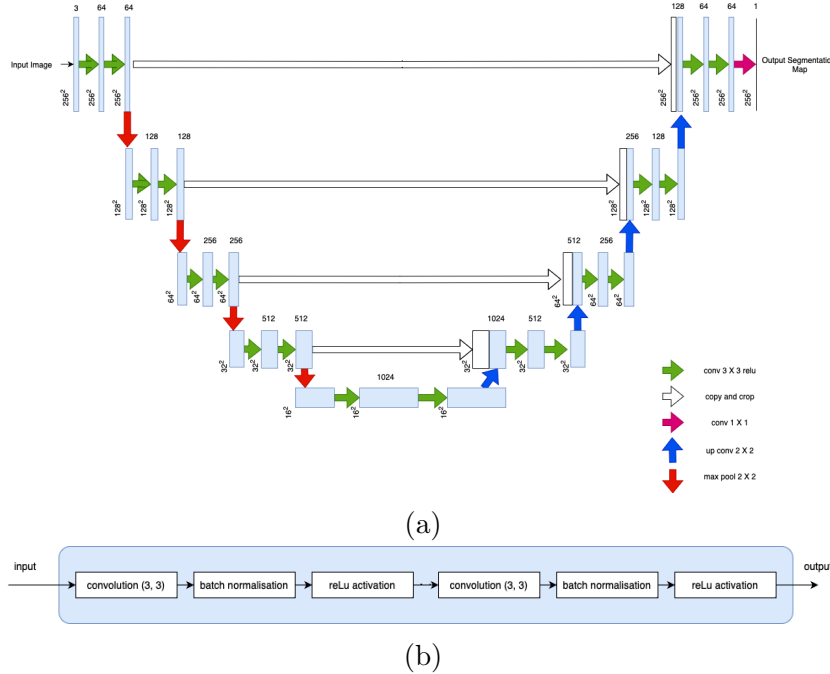 3 64 64 128 64 64 1
Input Image
Output Segmentatic
Map
256² 256² 256² 256² 256² 256² 256²
128 128 256 128
128² 128² 128² 128² 128² 128²
256 256 512 256
64² 64² 64² 64² 64² 64²
512 512 1024 512
32² 32² 32² 32² 32² 32²
1024
16² 16² 16²
conv 3 X 3 relu
copy and crop
conv 1 X 1
up conv 2 X 2
max pool 2 X 2
(a)
input
output
convolution (3, 3)
batch normalisation
reLu activation
convolution (3, 3)
batch normalisation
reLu activation
(b)